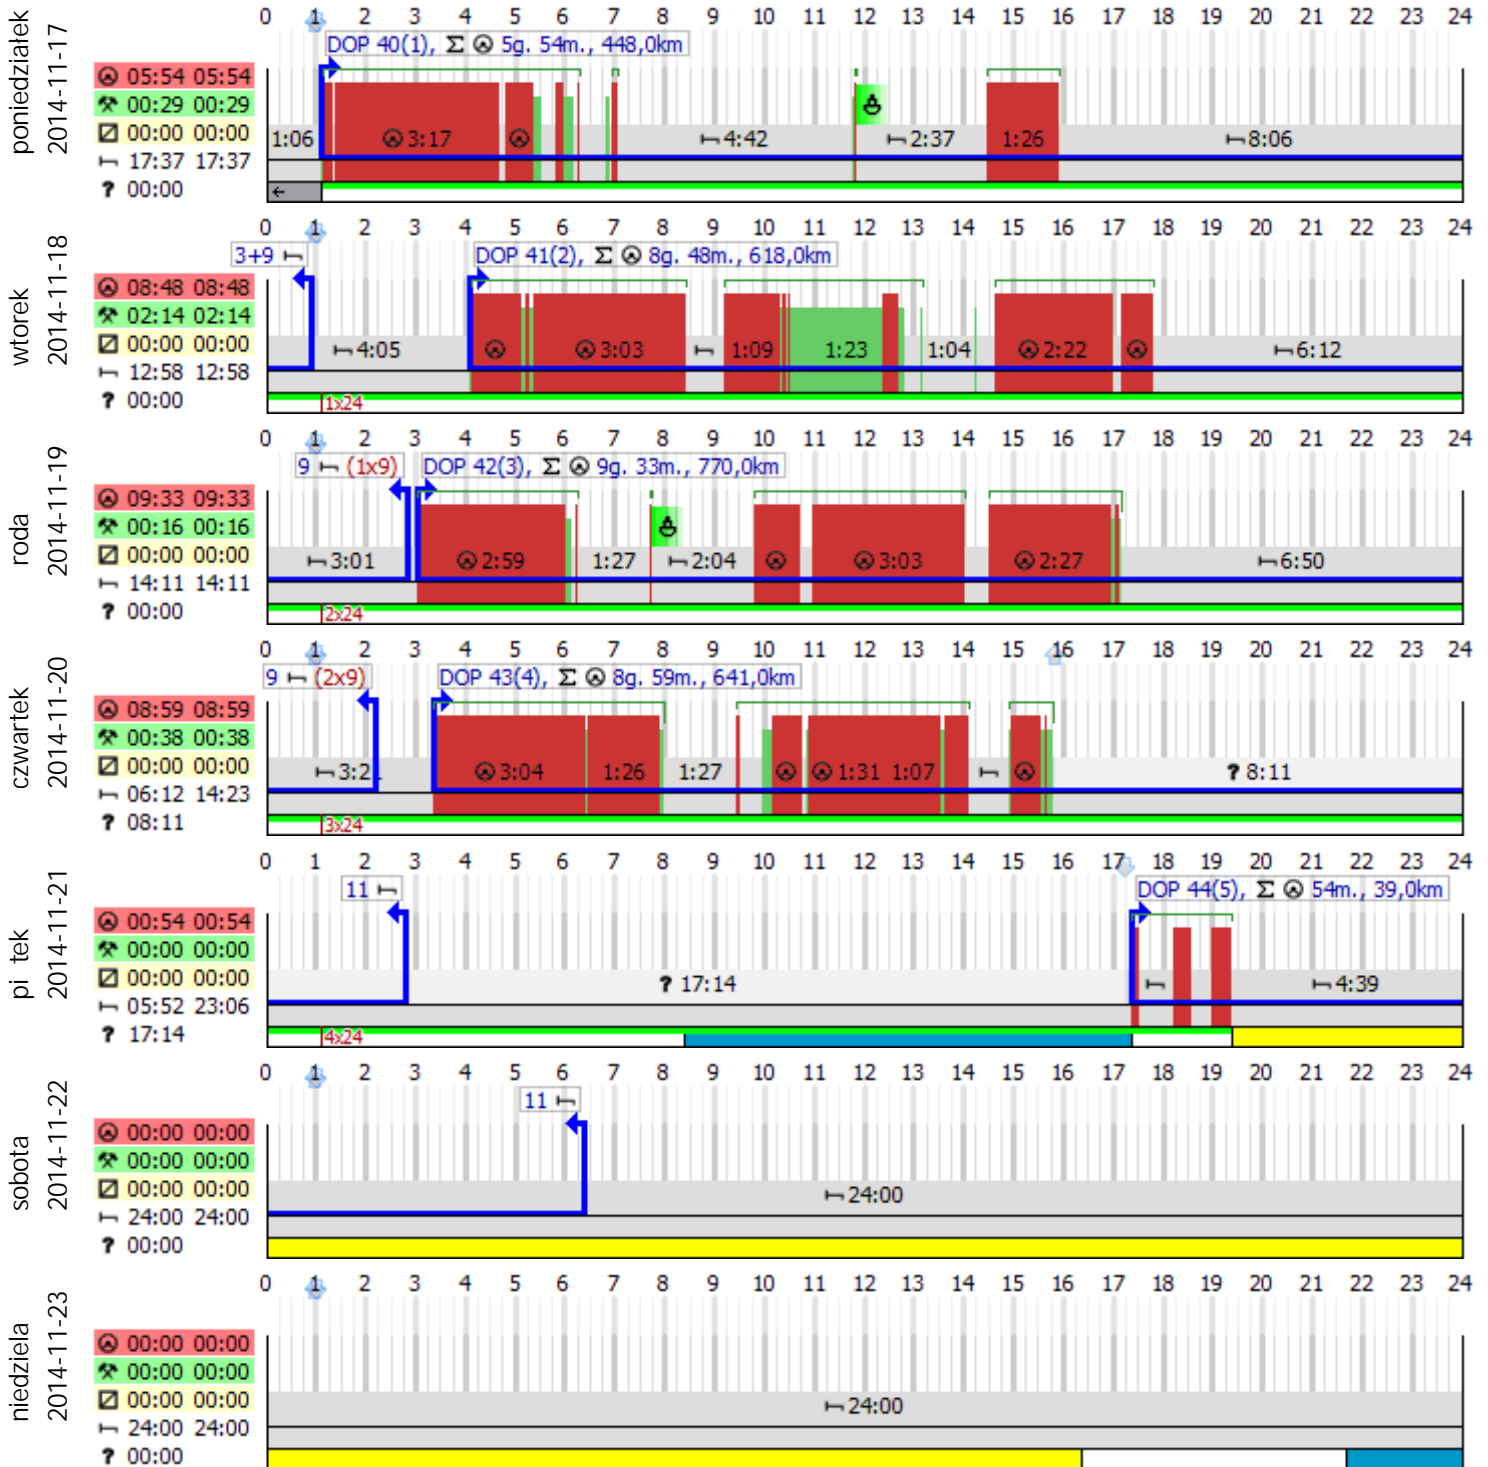 poniedziałek
2014-11-17
0 1 2 3 4 5 6 7 8 9 10 11 12 13 14 15 16 17 18 19 20 21 22 23 24
DOP 40(1), Σ 5g. 54m., 448,0km
05:54 05:54
00:29 00:29
00:00 00:00
17:37 17:37
? 00:00
1:06 3:17 4:42 2:37 1:26 8:06
wtorek
2014-11-18
0 1 2 3 4 5 6 7 8 9 10 11 12 13 14 15 16 17 18 19 20 21 22 23 24
3+9
DOP 41(2), Σ 8g. 48m., 618,0km
08:48 08:48
02:14 02:14
00:00 00:00
12:58 12:58
? 00:00
4:05 3:03 1:09 1:23 1:04 2:22 6:12
1x24
roda
2014-11-19
0 1 2 3 4 5 6 7 8 9 10 11 12 13 14 15 16 17 18 19 20 21 22 23 24
9 (1x9)
DOP 42(3), Σ 9g. 33m., 770,0km
09:33 09:33
00:16 00:16
00:00 00:00
14:11 14:11
? 00:00
3:01 2:59 1:27 2:04 3:03 2:27 6:50
2x24
czwartek
2014-11-20
0 1 2 3 4 5 6 7 8 9 10 11 12 13 14 15 16 17 18 19 20 21 22 23 24
9 (2x9)
DOP 43(4), Σ 8g. 59m., 641,0km
08:59 08:59
00:38 00:38
00:00 00:00
06:12 14:23
? 08:11
3:04 1:26 1:27 1:31 1:07 ? 8:11
3x24
pi tek
2014-11-21
0 1 2 3 4 5 6 7 8 9 10 11 12 13 14 15 16 17 18 19 20 21 22 23 24
11
DOP 44(5), Σ 54m., 39,0km
00:54 00:54
00:00 00:00
00:00 00:00
05:52 23:06
? 17:14
? 17:14 4:39
4x24
sobota
2014-11-22
0 1 2 3 4 5 6 7 8 9 10 11 12 13 14 15 16 17 18 19 20 21 22 23 24
11
00:00 00:00
00:00 00:00
00:00 00:00
24:00 24:00
? 00:00
24:00
niedziela
2014-11-23
0 1 2 3 4 5 6 7 8 9 10 11 12 13 14 15 16 17 18 19 20 21 22 23 24
00:00 00:00
00:00 00:00
00:00 00:00
24:00 24:00
? 00:00
24:00